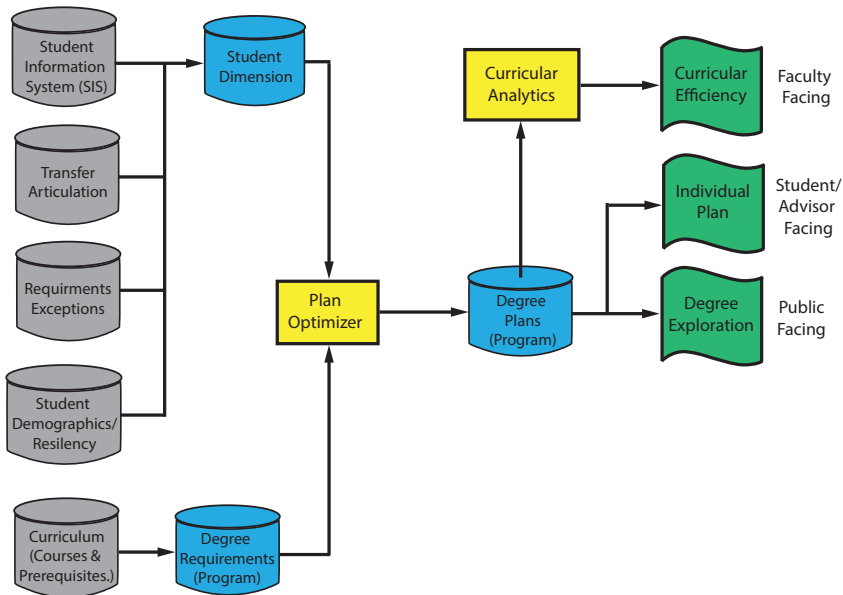 Student
Information
System (SIS)
Student
Dimension
Transfer
Articulation
Requirments
Exceptions
Student
Demographics/
Resilency
Curriculum
(Courses &
Prerequisites.)
Degree
Requirements
(Program)
Plan
Optimizer
Curricular
Analytics
Degree
Plans
(Program)
Curricular
Efficiency
Faculty
Facing
Individual
Plan
Student/
Advisor
Facing
Degree
Exploration
Public
Facing